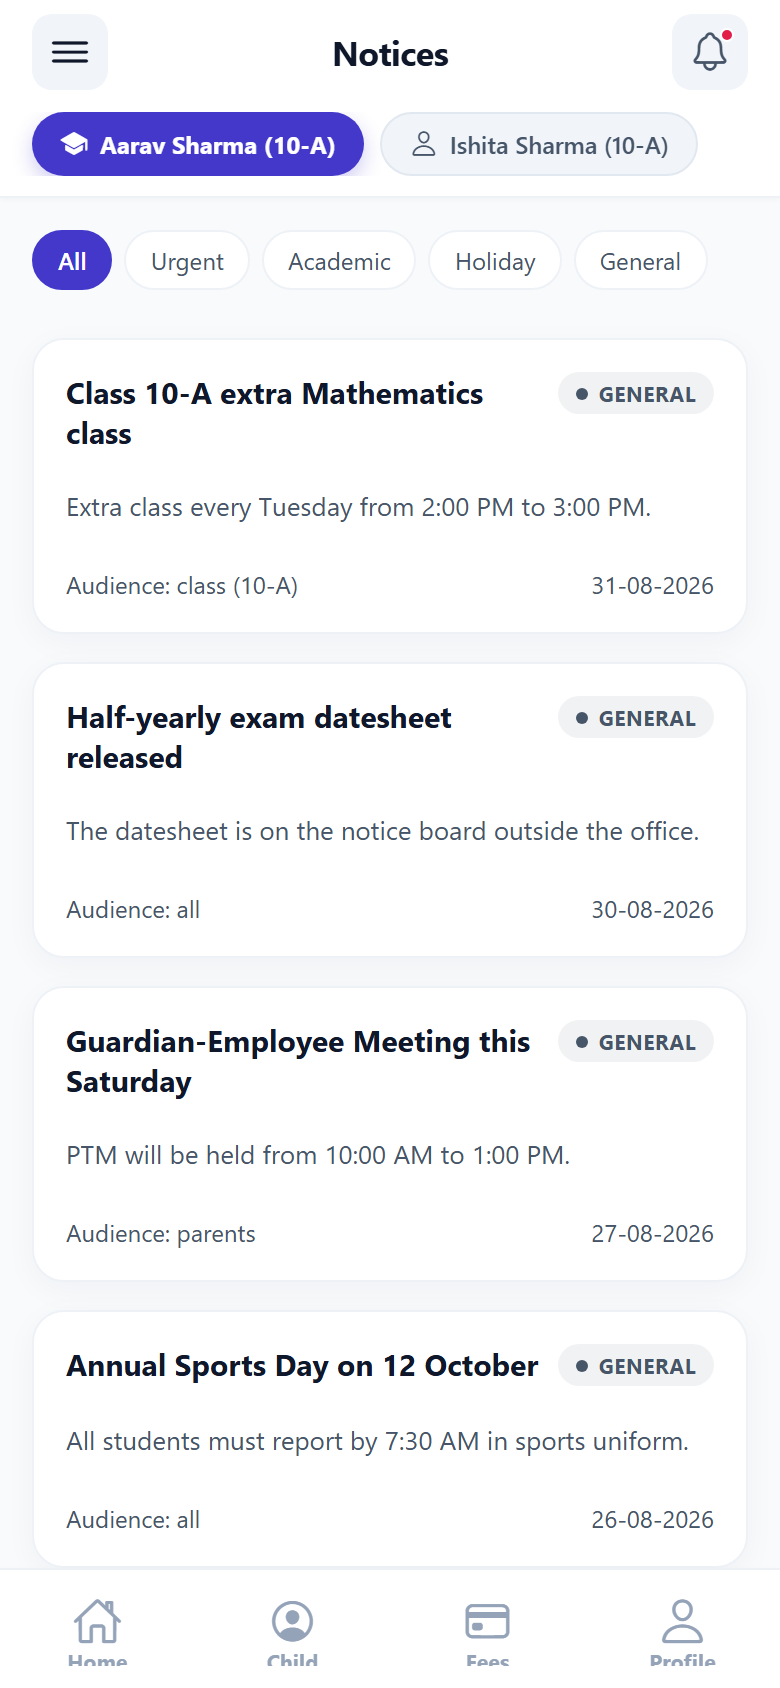 Notices
Aarav Sharma (10-A)
Ishita Sharma (10-A)
All
Urgent
Academic
Holiday
General
Class 10-A extra Mathematics
class
GENERAL
Extra class every Tuesday from 2:00 PM to 3:00 PM.
Audience: class (10-A)
31-08-2026
Half-yearly exam datesheet
released
GENERAL
The datesheet is on the notice board outside the office.
Audience: all
30-08-2026
Guardian-Employee Meeting this
Saturday
GENERAL
PTM will be held from 10:00 AM to 1:00 PM.
Audience: parents
27-08-2026
Annual Sports Day on 12 October
GENERAL
All students must report by 7:30 AM in sports uniform.
Audience: all
26-08-2026
Home
Child
Fees
Profile